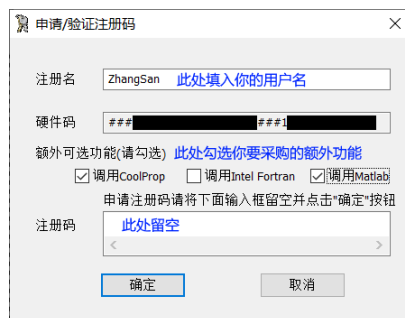 申请/验证注册码
注册名 ZhangSan 此处填入你的用户名
硬件码 ### ###1
额外可选功能(请勾选) 此处勾选你要采购的额外功能
调用CoolProp 调用Intel Fortran 调用Matlab
申请注册码请将下面输入框留空并点击"确定"按钮
注册码 此处留空
确定 取消